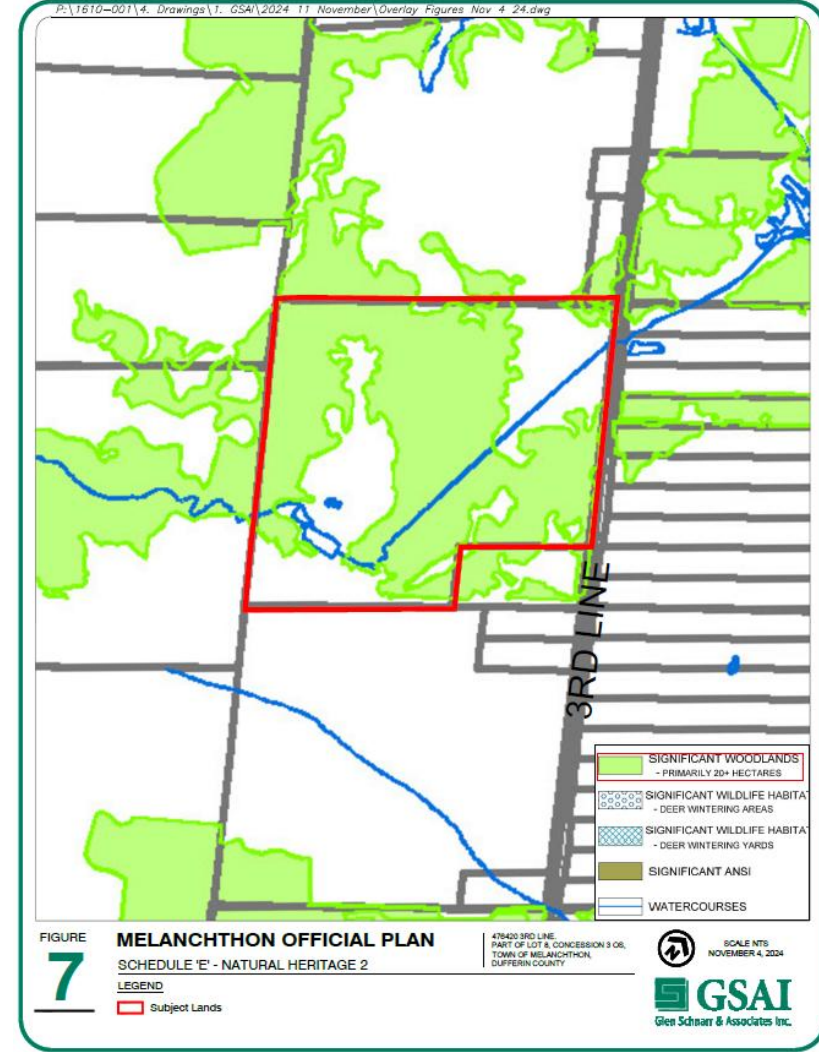 P:\1610-001\4. Drawings\1. GSAI\2024 11 November\Overlay Figures Nov 4 24.dwg
3RD LINE
SIGNIFICANT WOODLANDS
- PRIMARILY 20+ HECTARES
SIGNIFICANT WILDLIFE HABITAT
- DEER WINTERING AREAS
SIGNIFICANT WILDLIFE HABITAT
- DEER WINTERING YARDS
SIGNIFICANT ANSI
WATERCOURSES
FIGURE
7
MELANCHTHON OFFICIAL PLAN
SCHEDULE 'E' - NATURAL HERITAGE 2
LEGEND
Subject Lands
478420 3RD LINE,
PART OF LOT 8, CONCESSION 3 OS,
TOWN OF MELANCHTHON,
DUFFERIN COUNTY
SCALE NTS
NOVEMBER 4, 2024
GSAI
Glen Schnarr & Associates Inc.